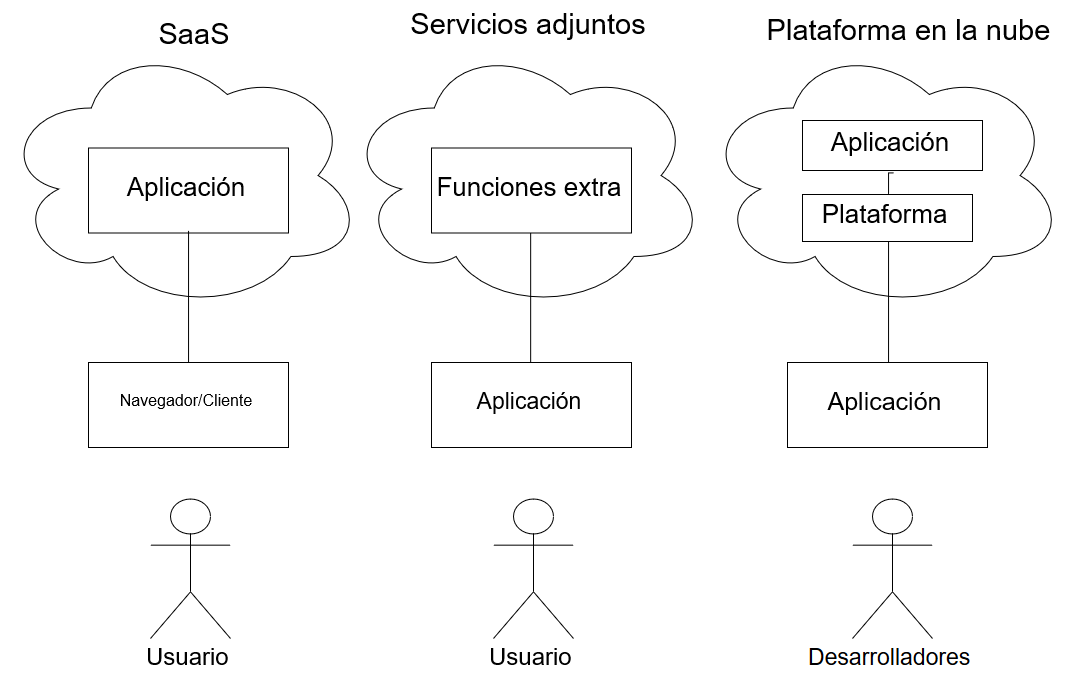 SaaS
Aplicación
Navegador/Cliente
Usuario
Servicios adjuntos
Funciones extra
Aplicación
Usuario
Plataforma en la nube
Aplicación
Plataforma
Aplicación
Desarrolladores